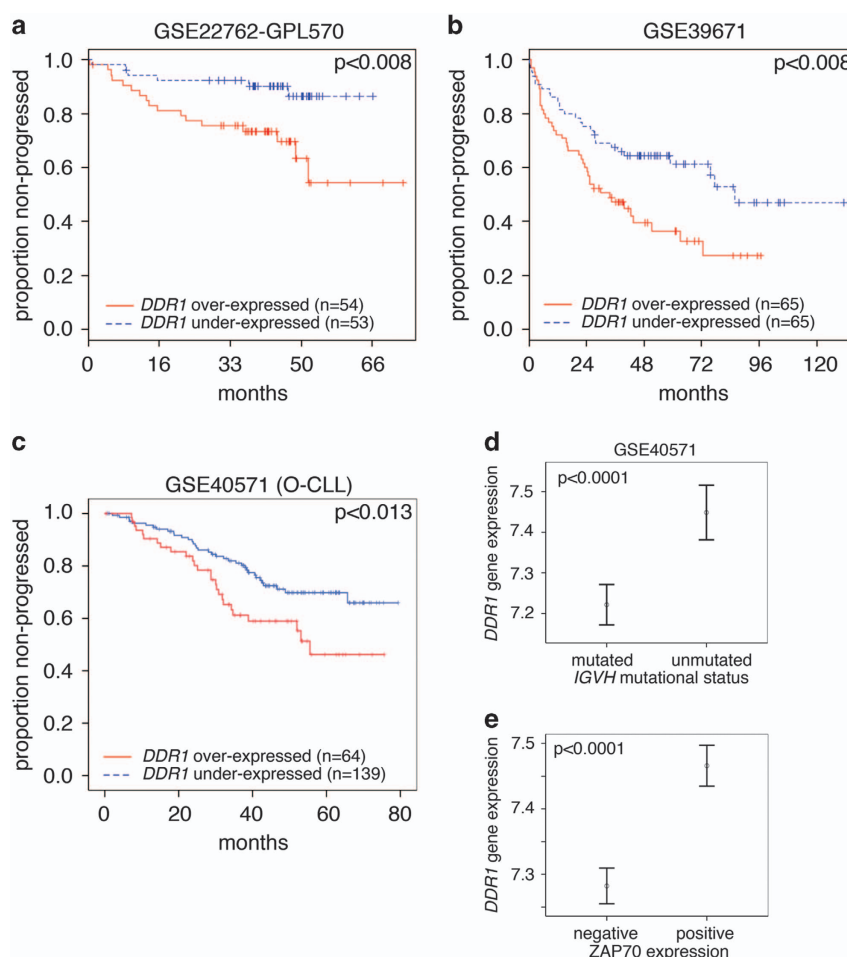 a
GSE22762-GPL570
p<0.008
proportion non-progressed
1.0
0.8
0.6
0.4
0.2
0.0
DDR1 over-expressed (n=54)
DDR1 under-expressed (n=53)
0 16 33 50 66
months
b
GSE39671
p<0.008
proportion non-progressed
1.0
0.8
0.6
0.4
0.2
0.0
DDR1 over-expressed (n=65)
DDR1 under-expressed (n=65)
0 24 48 72 96 120
months
c
GSE40571 (O-CLL)
p<0.013
proportion non-progressed
1.0
0.8
0.6
0.4
0.2
0.0
DDR1 over-expressed (n=64)
DDR1 under-expressed (n=139)
0 20 40 60 80
months
d
GSE40571
p<0.0001
DDR1 gene expression
7.5
7.4
7.3
7.2
mutated unmutated
IGVH mutational status
e
p<0.0001
DDR1 gene expression
7.5
7.4
7.3
negative positive
ZAP70 expression